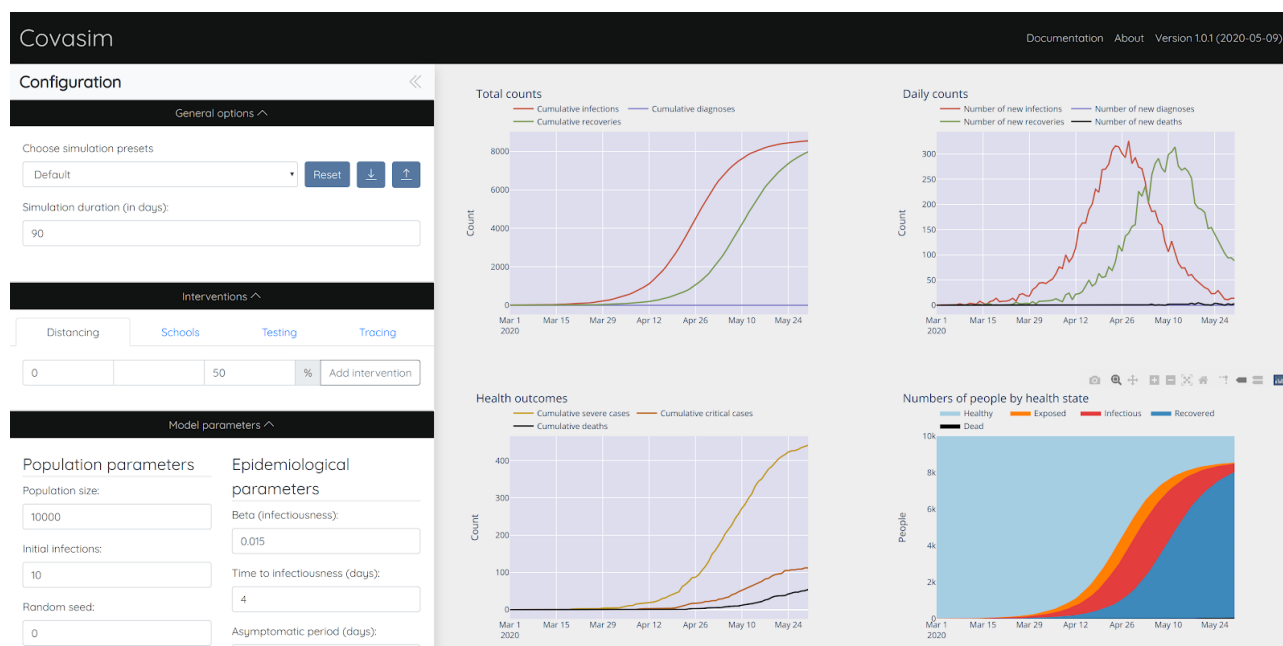 Covasim
Documentation About Version 1.0.1 (2020-05-09)
Configuration
General options
Choose simulation presets
Default
Reset
Simulation duration (in days):
90
Interventions
Distancing Schools Testing Tracing
0 50 % Add intervention
Model parameters
Population parameters
Population size:
10000
Initial infections:
10
Random seed:
0
Epidemiological
parameters
Beta (infectiousness):
0.015
Time to infectiousness (days):
4
Asymptomatic period (days):
Total counts
Cumulative infections Cumulative diagnoses
Cumulative recoveries
8000
6000
4000
2000
0
Count
Mar 1 Mar 15 Mar 29 Apr 12 Apr 26 May 10 May 24
2020
Daily counts
Number of new infections Number of new diagnoses
Number of new recoveries Number of new deaths
300
250
200
150
100
50
0
Count
Mar 1 Mar 15 Mar 29 Apr 12 Apr 26 May 10 May 24
2020
Health outcomes
Cumulative severe cases Cumulative critical cases
Cumulative deaths
400
300
200
100
0
Count
Mar 1 Mar 15 Mar 29 Apr 12 Apr 26 May 10 May 24
2020
Numbers of people by health state
Healthy Exposed Infectious Recovered
Dead
10k
8k
6k
4k
2k
0
People
Mar 1 Mar 15 Mar 29 Apr 12 Apr 26 May 10 May 24
2020